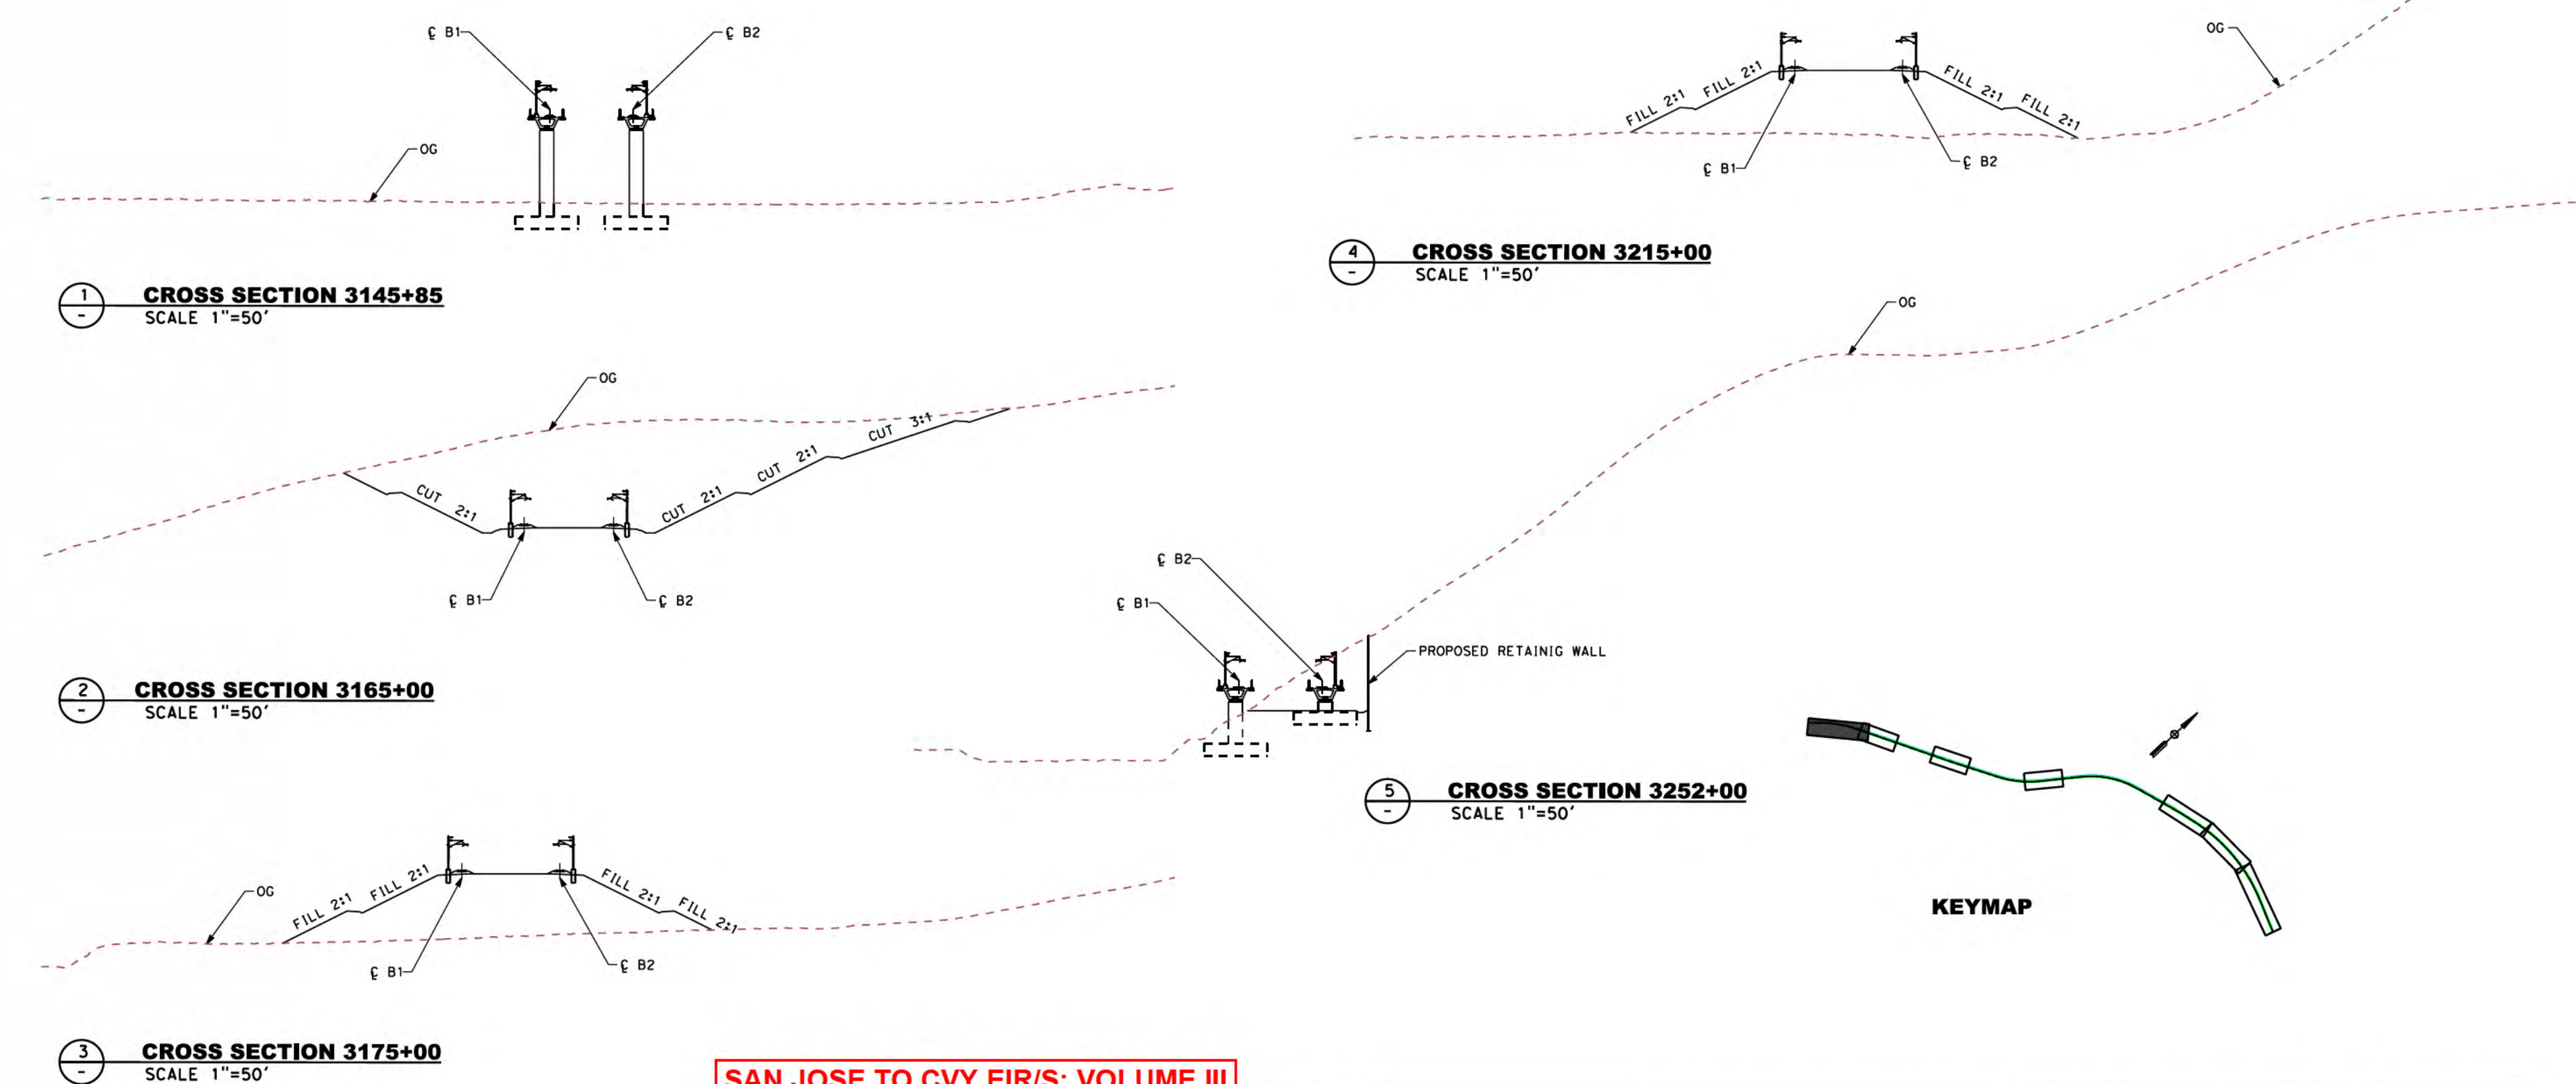 ℄ B1
℄ B2
OG
1
-
CROSS SECTION 3145+85
SCALE 1"=50'
OG
CUT 2:1
CUT 2:1
CUT 2:1
CUT 3:1
℄ B1
℄ B2
2
-
CROSS SECTION 3165+00
SCALE 1"=50'
OG
FILL 2:1
FILL 2:1
FILL 2:1
FILL 2:1
℄ B1
℄ B2
3
-
CROSS SECTION 3175+00
SCALE 1"=50'
OG
FILL 2:1
FILL 2:1
FILL 2:1
FILL 2:1
℄ B1
℄ B2
4
-
CROSS SECTION 3215+00
SCALE 1"=50'
OG
℄ B2
℄ B1
PROPOSED RETAINIG WALL
5
-
CROSS SECTION 3252+00
SCALE 1"=50'
KEYMAP
SAN JOSE TO CVY EIR/S: VOLUME III